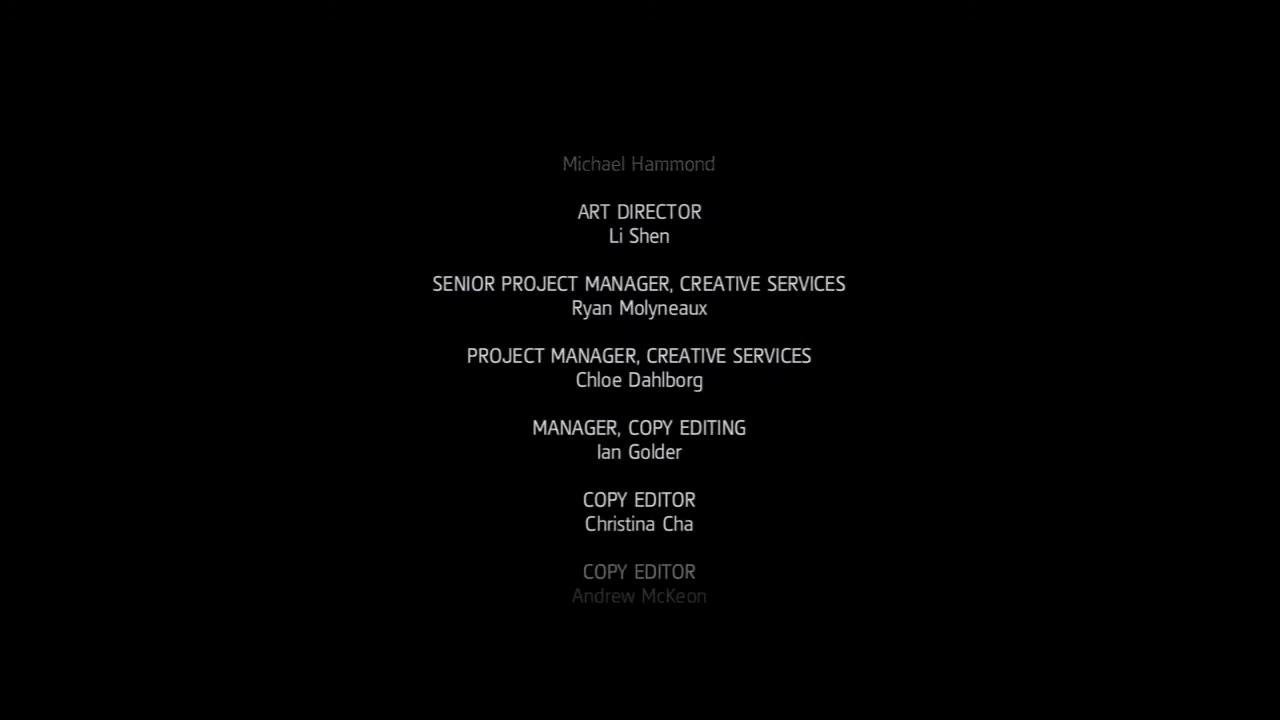 Michael Hammond
ART DIRECTOR
Li Shen
SENIOR PROJECT MANAGER, CREATIVE SERVICES
Ryan Molyneaux
PROJECT MANAGER, CREATIVE SERVICES
Chloe Dahlborg
MANAGER, COPY EDITING
Ian Golder
COPY EDITOR
Christina Cha
COPY EDITOR
Andrew McKeon